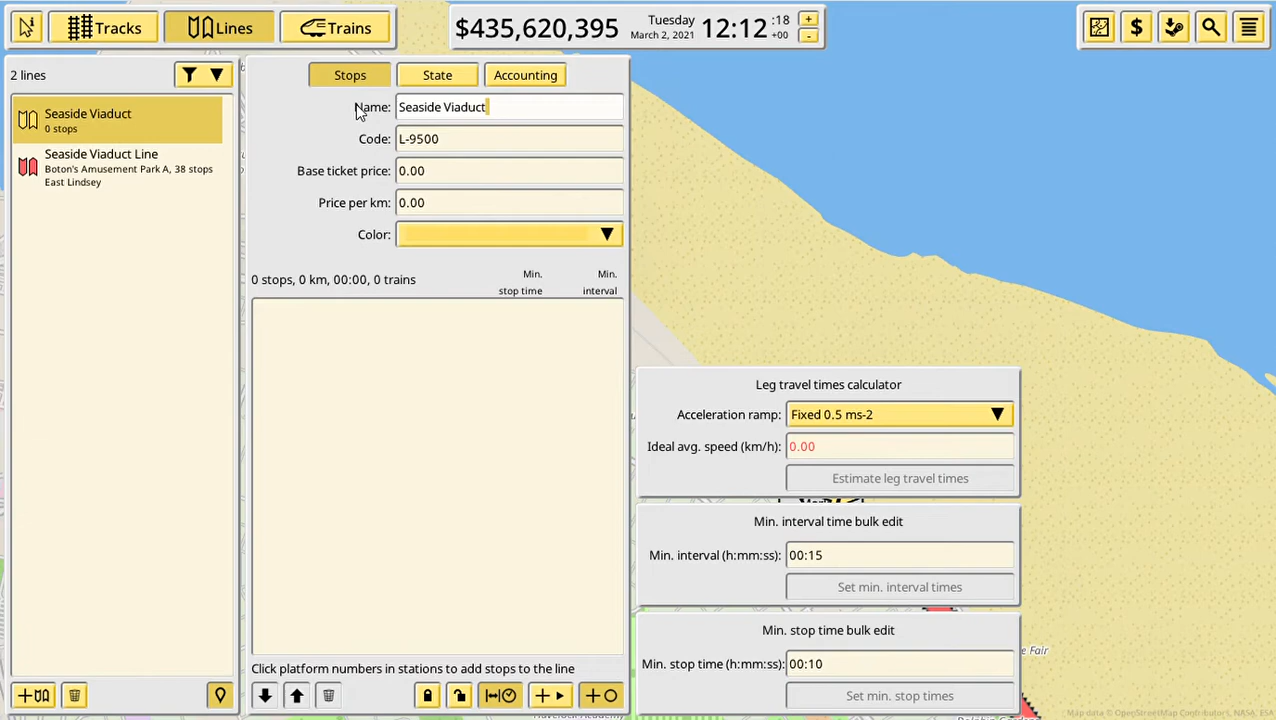 Tracks
Lines
Trains
$435,620,395
Tuesday
March 2, 2021
12:12 :18
+00
+
-
$
2 lines
Stops
State
Accounting
Seaside Viaduct
0 stops
Seaside Viaduct Line
Boton's Amusement Park A, 38 stops
East Lindsey
Name: Seaside Viaduct
Code: L-9500
Base ticket price: 0.00
Price per km: 0.00
Color:
0 stops, 0 km, 00:00, 0 trains
Min. stop time
Min. interval
Leg travel times calculator
Acceleration ramp: Fixed 0.5 ms-2
Ideal avg. speed (km/h): 0.00
Estimate leg travel times
Min. interval time bulk edit
Min. interval (h:mm:ss): 00:15
Set min. interval times
Min. stop time bulk edit
Min. stop time (h:mm:ss): 00:10
Set min. stop times
e Fair
Click platform numbers in stations to add stops to the line
Map data © OpenStreetMap Contributors, NASA, ESA